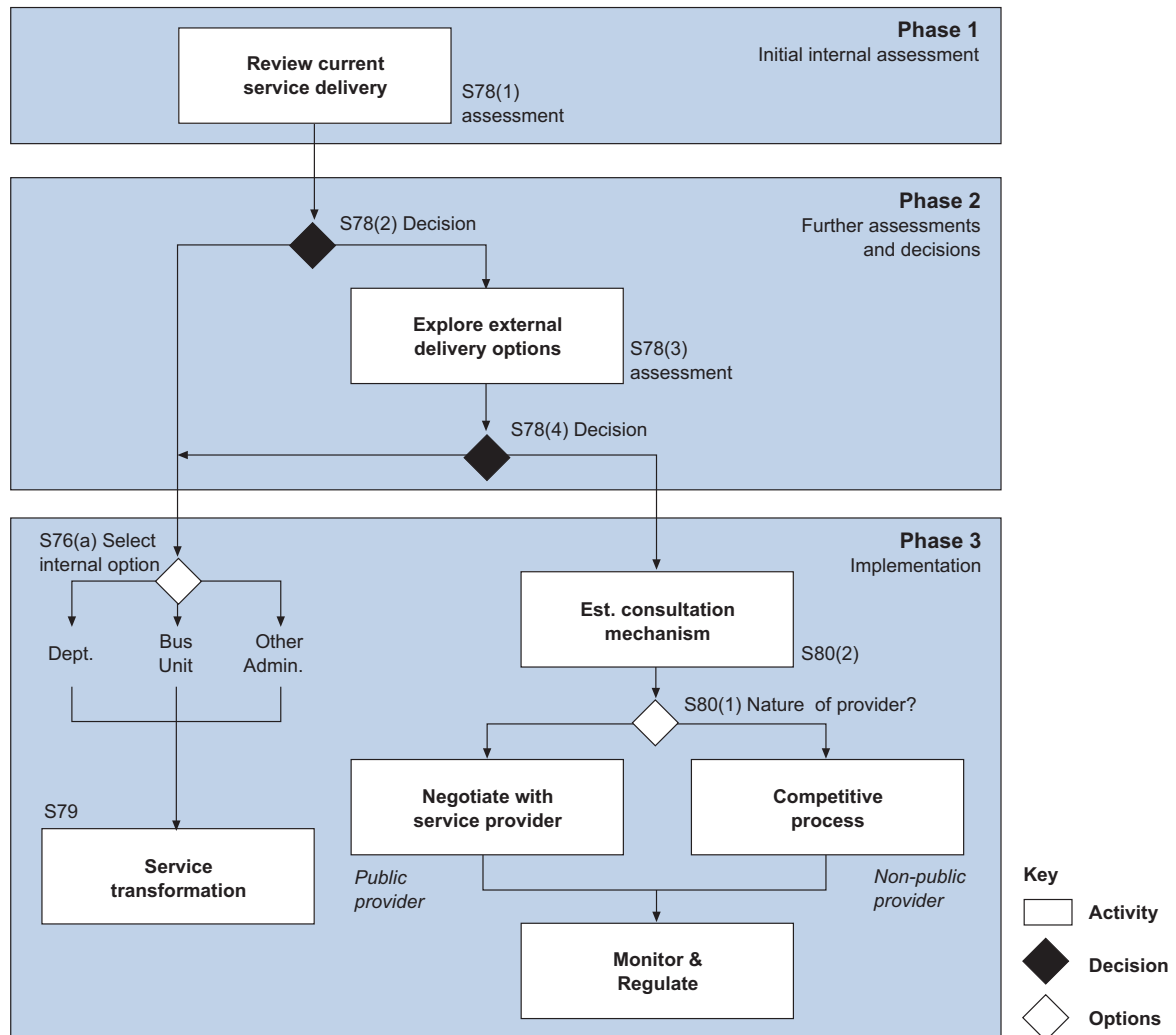 Phase 1
Initial internal assessment
Review current
service delivery
S78(1)
assessment
Phase 2
Further assessments
and decisions
S78(2) Decision
Explore external
delivery options
S78(3)
assessment
S78(4) Decision
Phase 3
Implementation
S76(a) Select
internal option
Dept.
Bus
Unit
Other
Admin.
S79
Service
transformation
Est. consultation
mechanism
S80(2)
S80(1) Nature of provider?
Negotiate with
service provider
Public
provider
Competitive
process
Non-public
provider
Monitor &
Regulate
Key
Activity
Decision
Options